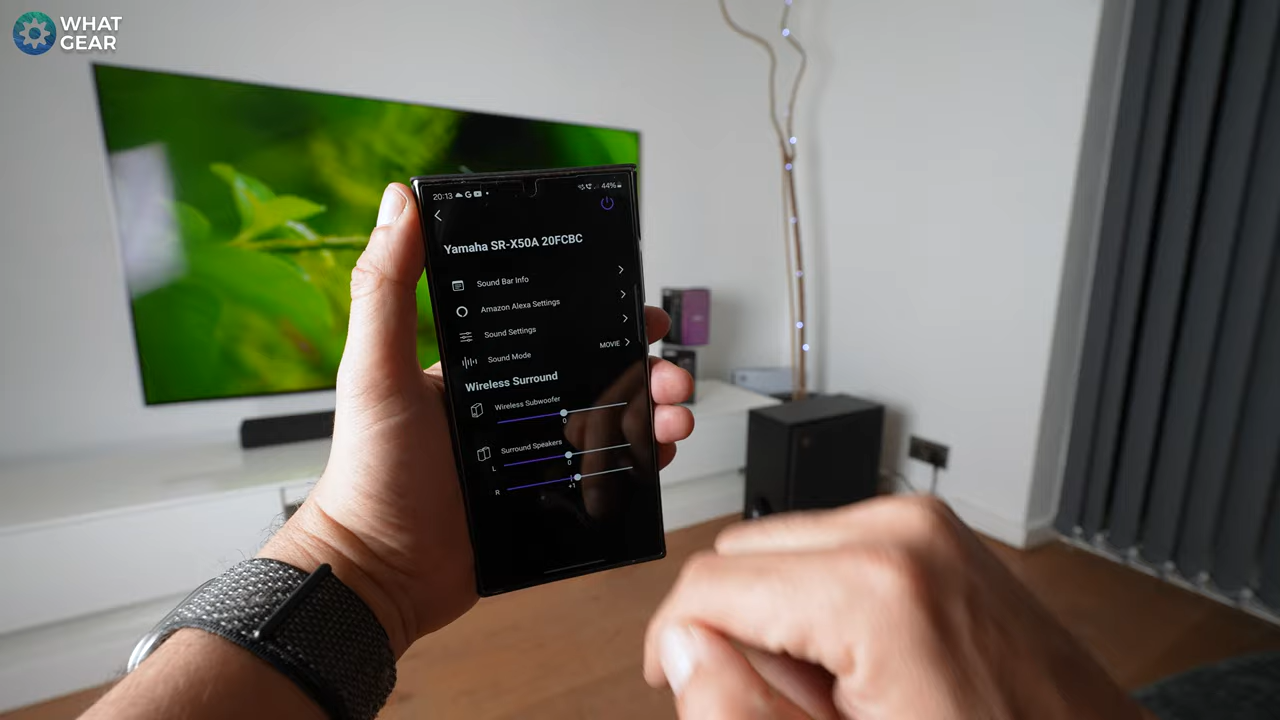 WHAT
GEAR
20:13
44%
Yamaha SR-X50A 20FCBC
Sound Bar Info
Amazon Alexa Settings
Sound Settings
Sound Mode MOVIE
Wireless Surround
Wireless Subwoofer
0
Surround Speakers
L
0
R
+1